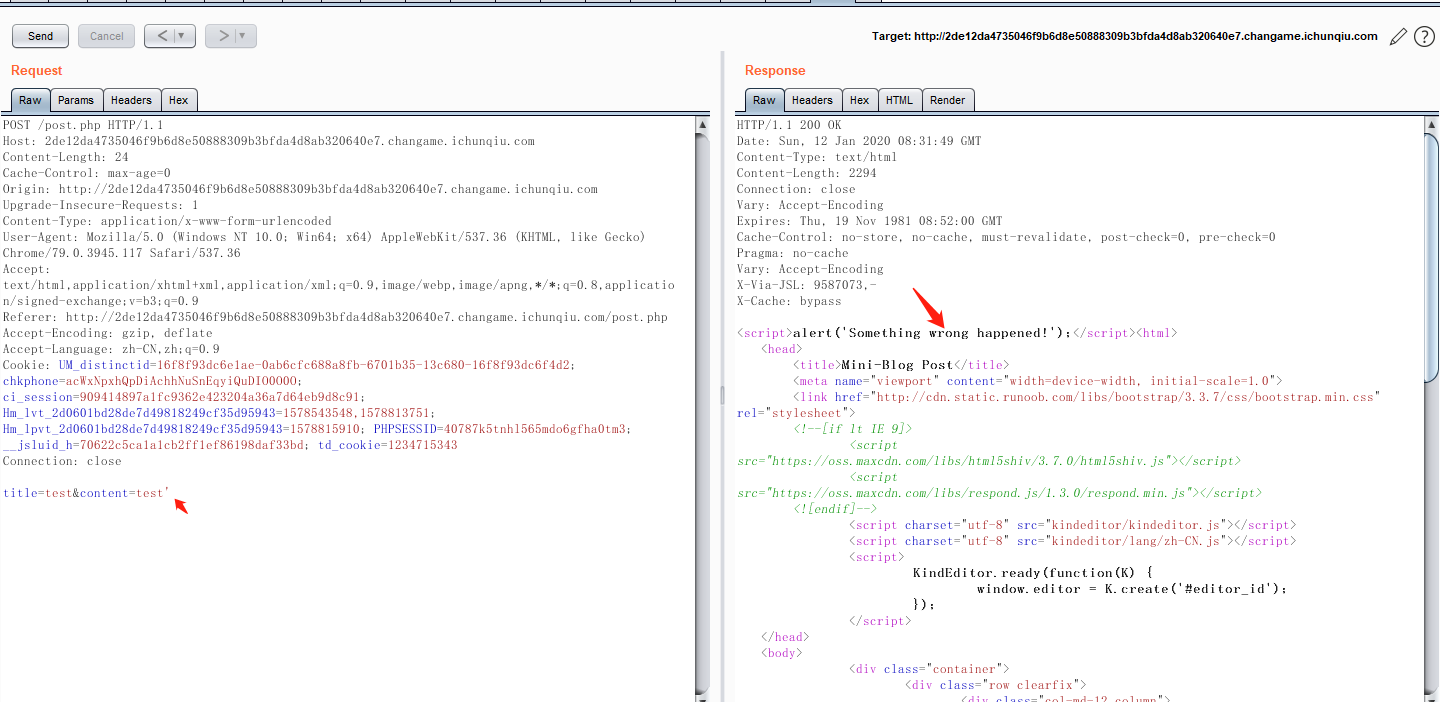 Send
Cancel
<
>
Target: http://2de12da4735046f9b6d8e50888309b3bfda4d8ab320640e7.changame.ichunqiu.com
?
Request
Raw Params Headers Hex
POST /post.php HTTP/1.1
Host: 2de12da4735046f9b6d8e50888309b3bfda4d8ab320640e7.changame.ichunqiu.com
Content-Length: 24
Cache-Control: max-age=0
Origin: http://2de12da4735046f9b6d8e50888309b3bfda4d8ab320640e7.changame.ichunqiu.com
Upgrade-Insecure-Requests: 1
Content-Type: application/x-www-form-urlencoded
User-Agent: Mozilla/5.0 (Windows NT 10.0; Win64; x64) AppleWebKit/537.36 (KHTML, like Gecko)
Chrome/79.0.3945.117 Safari/537.36
Accept:
text/html,application/xhtml+xml,application/xml;q=0.9,image/webp,image/apng,*/*;q=0.8,applicatio
n/signed-exchange;v=b3;q=0.9
Referer: http://2de12da4735046f9b6d8e50888309b3bfda4d8ab320640e7.changame.ichunqiu.com/post.php
Accept-Encoding: gzip, deflate
Accept-Language: zh-CN,zh;q=0.9
Cookie: UM_distinctid=16f8f93dc6e1ae-0ab6cfc688a8fb-6701b35-13c680-16f8f93dc6f4d2;
chkphone=acWxNpxhQpDiAchhNuSnEqyiQuDIO0O0O;
ci_session=909414897a1fc9362e423204a36a7d64eb9d8e91;
Hm_lvt_2d0601bd28de7d49818249cf35d95943=1578543548,1578813751;
Hm_lpvt_2d0601bd28de7d49818249cf35d95943=1578815910; PHPSESSID=40787k5tnhl565mdo6gfha0tm3;
__jsluid_h=70622c5ca1a1cb2ff1ef86198daf33bd; td_cookie=1234715343
Connection: close
title=test&content=test'
Response
Raw Headers Hex HTML Render
HTTP/1.1 200 OK
Date: Sun, 12 Jan 2020 08:31:49 GMT
Content-Type: text/html
Content-Length: 2294
Connection: close
Vary: Accept-Encoding
Expires: Thu, 19 Nov 1981 08:52:00 GMT
Cache-Control: no-store, no-cache, must-revalidate, post-check=0, pre-check=0
Pragma: no-cache
Vary: Accept-Encoding
X-Via-JSL: 9587073,-
X-Cache: bypass
<script>alert('Something wrong happened!');</script><html>
<head>
<title>Mini-Blog Post</title>
<meta name="viewport" content="width=device-width, initial-scale=1.0">
<link href="http://cdn.static.runoob.com/libs/bootstrap/3.3.7/css/bootstrap.min.css"
rel="stylesheet">
<!--[if lt IE 9]>
<script
src="https://oss.maxcdn.com/libs/html5shiv/3.7.0/html5shiv.js"></script>
<script
src="https://oss.maxcdn.com/libs/respond.js/1.3.0/respond.min.js"></script>
<![endif]-->
<script charset="utf-8" src="kindeditor/kindeditor.js"></script>
<script charset="utf-8" src="kindeditor/lang/zh-CN.js"></script>
<script>
KindEditor.ready(function(K) {
window.editor = K.create('#editor_id');
});
</script>
</head>
<body>
<div class="container">
<div class="row clearfix">
<div class="col-md-12 column">